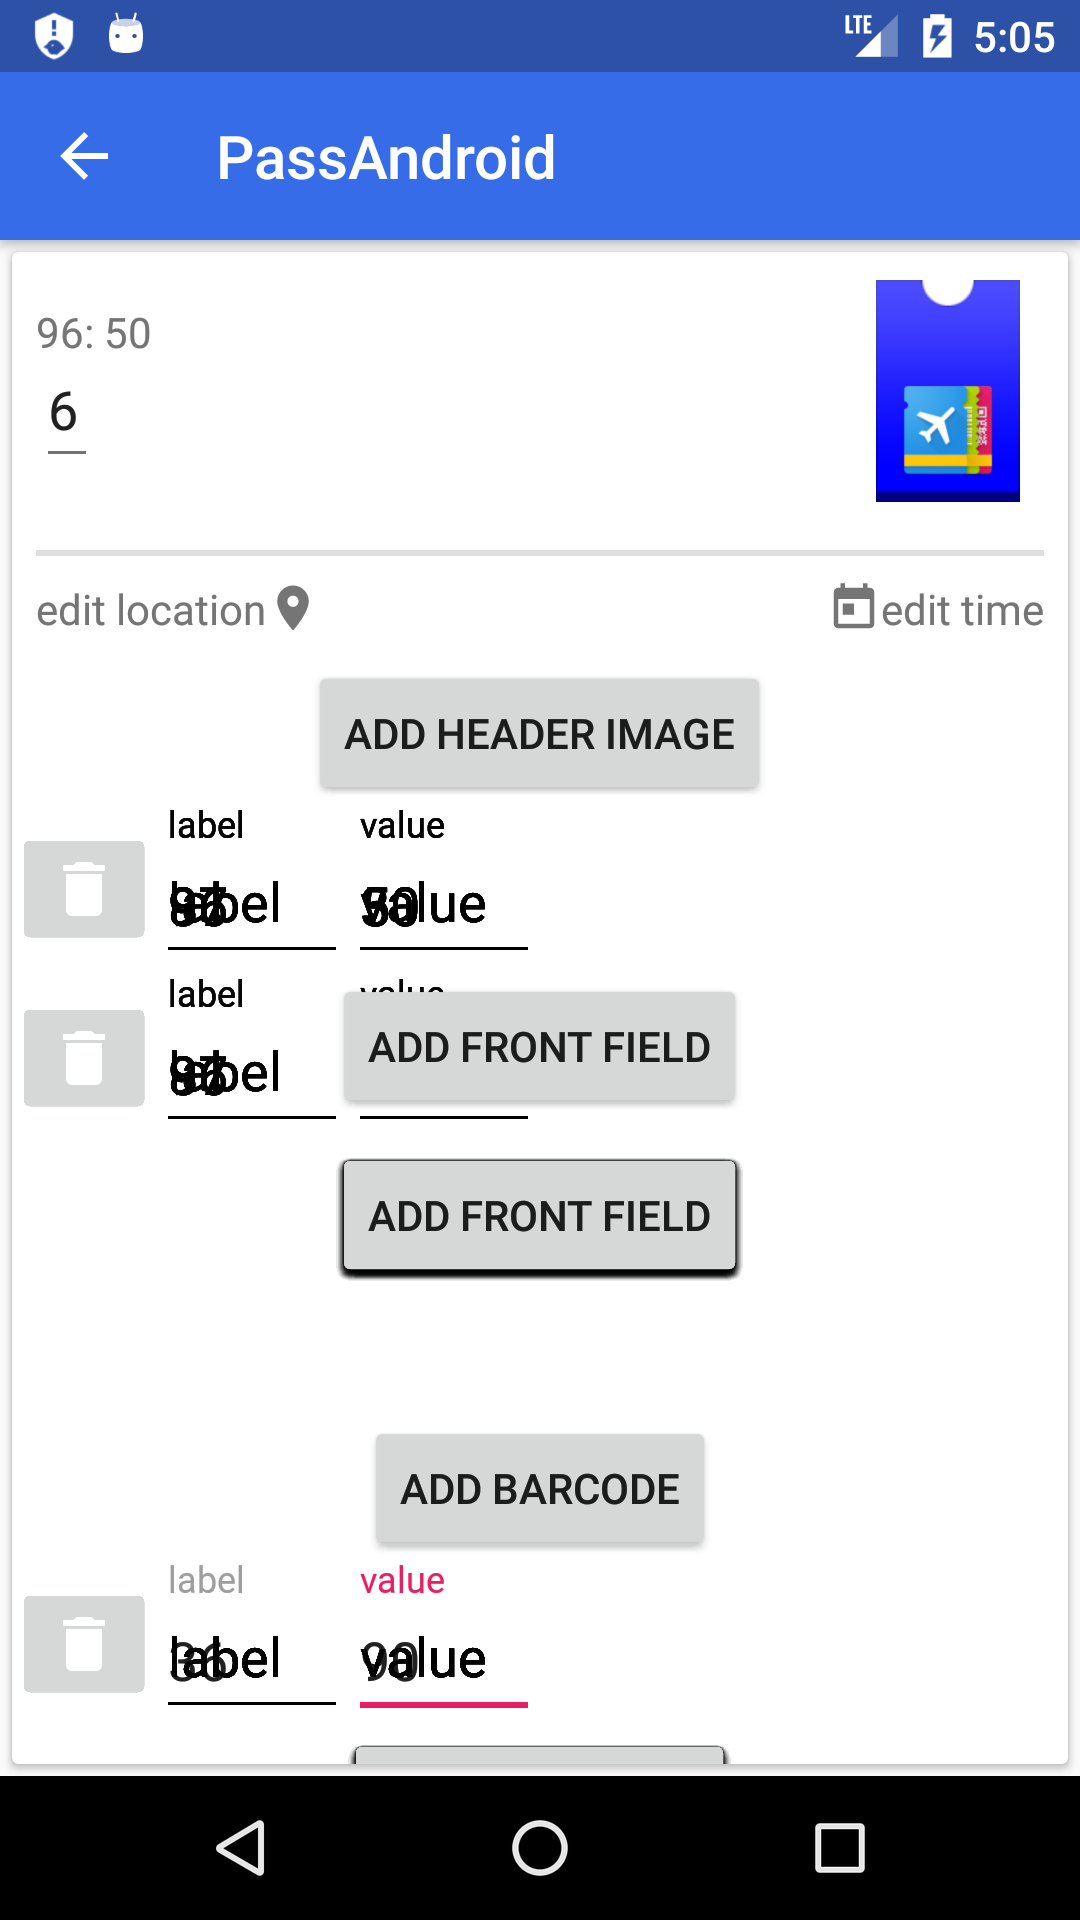 LTE 5:05
PassAndroid
96: 50
6
edit location edit time
ADD HEADER IMAGE
label value
label value
label value
label
ADD FRONT FIELD
ADD FRONT FIELD
ADD BARCODE
label value
label value